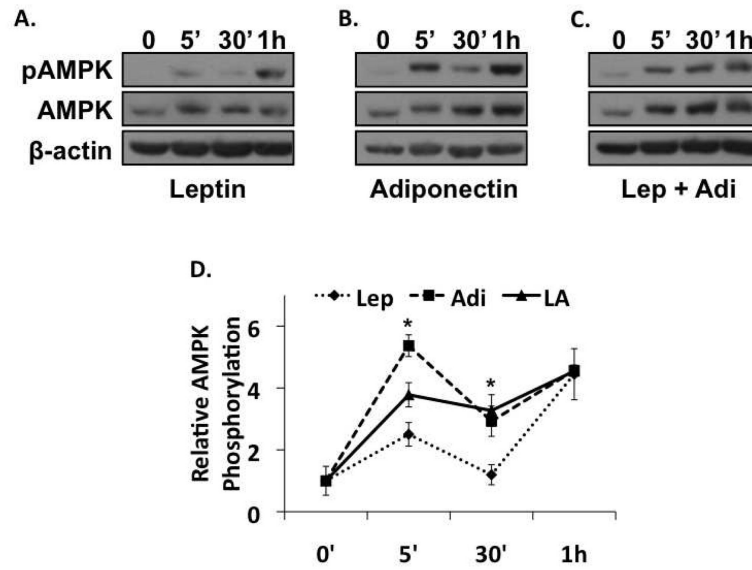 A. B. C.
0 5' 30' 1h 0 5' 30' 1h 0 5' 30' 1h
pAMPK
AMPK
β-actin
Leptin Adiponectin Lep + Adi
D.
Lep Adi LA
Relative AMPK
Phosphorylation
6
4
2
0
* *
0' 5' 30' 1h